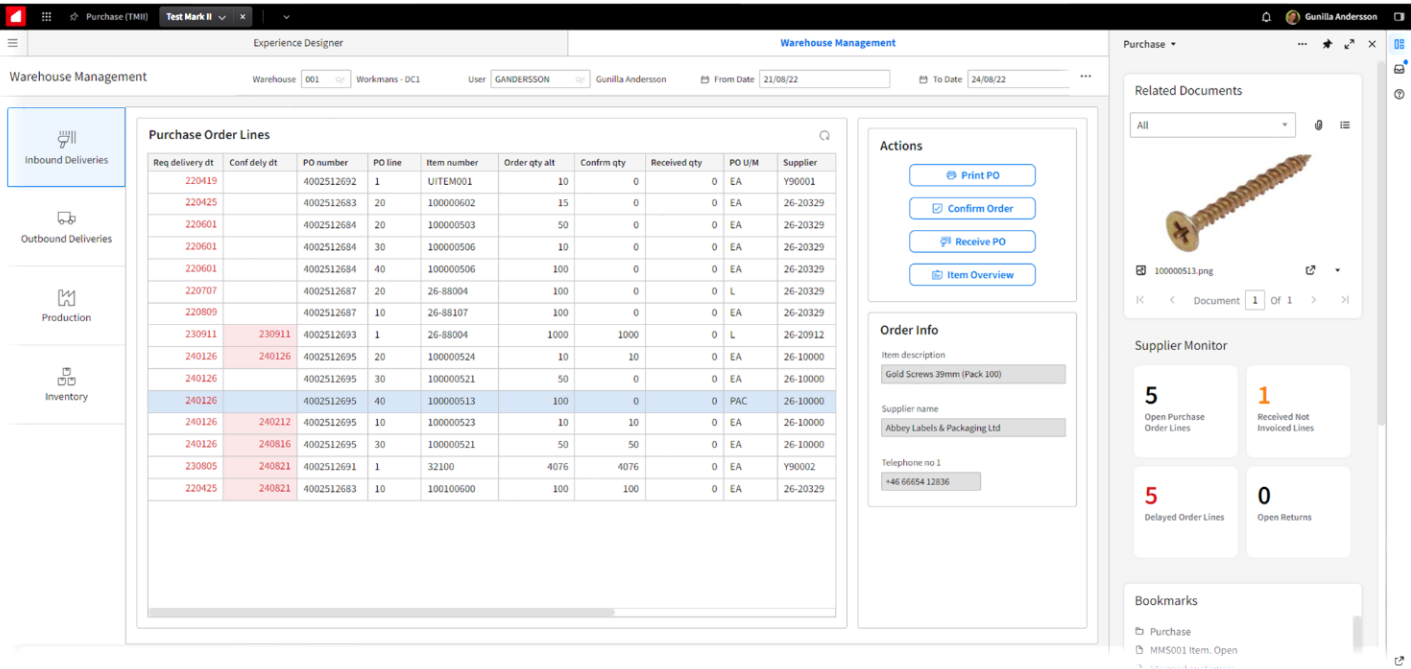 Purchase (TMII) Test Mark II Gunilla Andersson
Experience Designer Warehouse Management
Warehouse Management Warehouse 001 Workmans - DC1 User GANDERSSON Gunilla Andersson From Date 21/08/22 To Date 24/08/22
Inbound Deliveries
Outbound Deliveries
Production
Inventory
Purchase Order Lines
Req delivery dt Conf dely dt PO number PO line Item number Order qty alt Confrm qty Received qty PO U/M Supplier
220419 4002512692 1 UITEM001 10 0 0 EA Y90001
220425 4002512683 20 100000602 15 0 0 EA 26-20329
220601 4002512684 20 100000503 50 0 0 EA 26-20329
220601 4002512684 30 100000506 10 0 0 EA 26-20329
220601 4002512684 40 100000506 100 0 0 EA 26-20329
220707 4002512687 20 26-88004 100 0 0 L 26-20329
220809 4002512687 10 26-88107 100 0 0 EA 26-20329
230911 230911 4002512693 1 26-88004 1000 1000 0 L 26-20912
240126 240126 4002512695 20 100000524 10 10 0 EA 26-10000
240126 4002512695 30 100000521 50 0 0 EA 26-10000
240126 4002512695 40 100000513 100 0 0 PAC 26-10000
240126 240212 4002512695 10 100000523 10 10 0 EA 26-10000
240126 240816 4002512695 30 100000521 50 50 0 EA 26-10000
230805 240821 4002512691 1 32100 4076 4076 0 EA Y90002
220425 240821 4002512683 10 100100600 100 100 0 EA 26-20329
Actions
Print PO
Confirm Order
Receive PO
Item Overview
Order Info
Item description
Gold Screws 39mm (Pack 100)
Supplier name
Abbey Labels & Packaging Ltd
Telephone no 1
+46 66654 12836
Purchase
Related Documents
All
100000513.png
Document 1 Of 1
Supplier Monitor
5
Open Purchase
Order Lines
1
Received Not
Invoiced Lines
5
Delayed Order Lines
0
Open Returns
Bookmarks
Purchase
MMS001 Item. Open